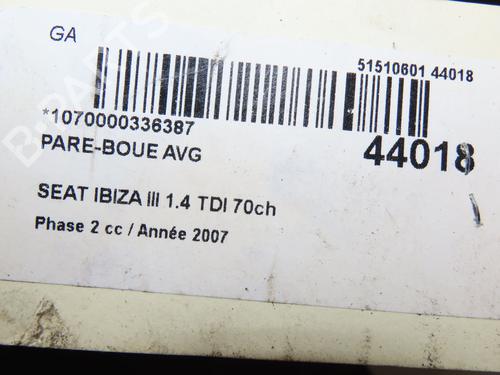 GA
51510601 44018
*1070000336387
44018
PARE-BOUE AVG
SEAT IBIZA III 1.4 TDI 70ch
Phase 2 cc / Année 2007